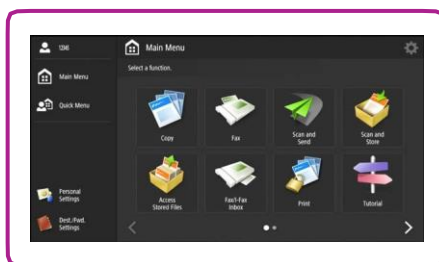 Main Menu
Select a function.
Main Menu
Quick Menu
Copy
Fax
Scan and
Send
Scan and
Store
Access
Stored Files
Fax/I-Fax
Inbox
Print
Tutorial
Personal
Settings
Dest./Fwd.
Settings